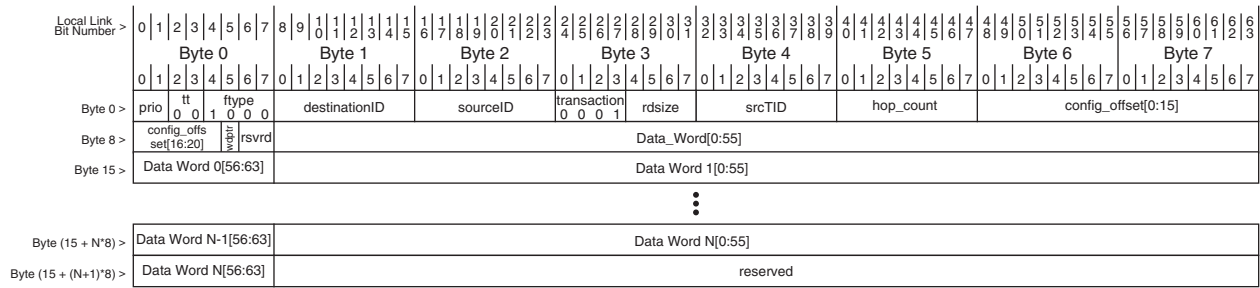 Local Link
Bit Number > 0 1 2 3 4 5 6 7 8 9 10 11 12 13 14 15 16 17 18 19 20 21 22 23 24 25 26 27 28 29 30 31 32 33 34 35 36 37 38 39 40 41 42 43 44 45 46 47 48 49 50 51 52 53 54 55 56 57 58 59 60 61 62 63
Byte 0 Byte 1 Byte 2 Byte 3 Byte 4 Byte 5 Byte 6 Byte 7
0 1 2 3 4 5 6 7 0 1 2 3 4 5 6 7 0 1 2 3 4 5 6 7 0 1 2 3 4 5 6 7 0 1 2 3 4 5 6 7 0 1 2 3 4 5 6 7 0 1 2 3 4 5 6 7 0 1 2 3 4 5 6 7
Byte 0 > prio tt ftype destinationID sourceID transaction rdsize srcTID hop_count config_offset[0:15]
0 0 1 0 0 0 0 0 0 1
Byte 8 > config_offs wdptr rsvrd Data_Word[0:55]
set[16:20]
Byte 15 > Data Word 0[56:63] Data Word 1[0:55]
Byte (15 + N*8) > Data Word N-1[56:63] Data Word N[0:55]
Byte (15 + (N+1)*8) > Data Word N[56:63] reserved